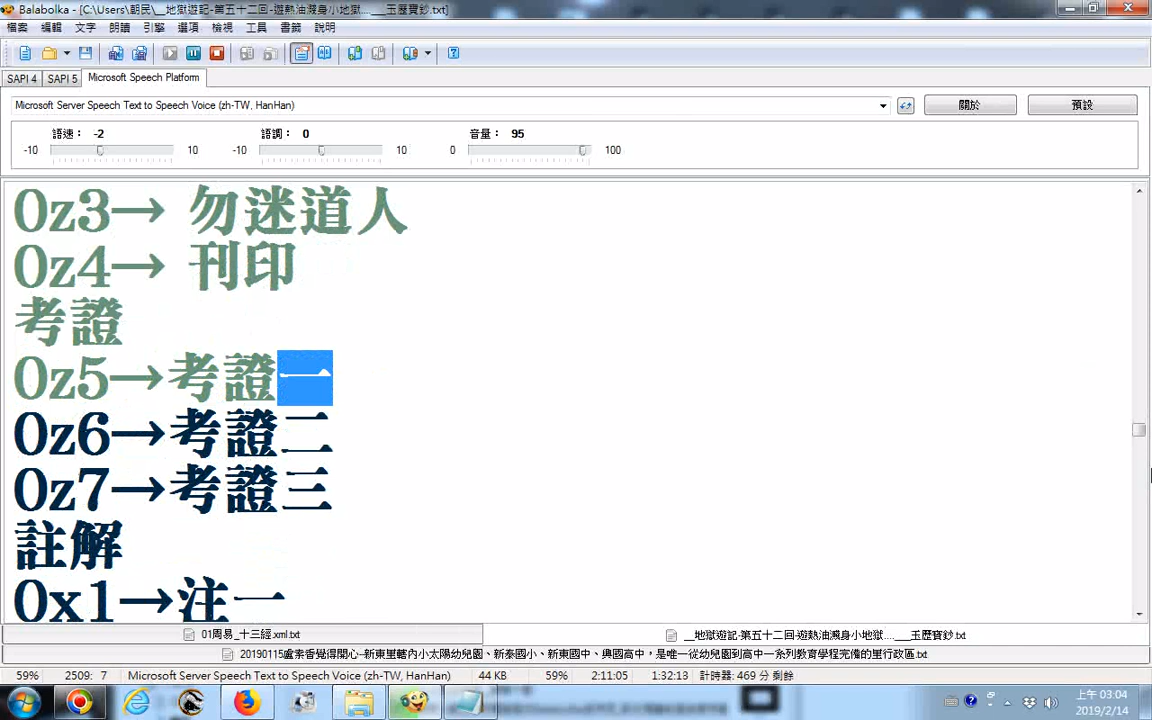 Balabolka - [C:\Users\朝民\__地獄遊記-第五十二回-遊熱油濺身小地獄....___玉歷寶鈔.txt]
檔案 編輯 文字 朗讀 引擎 選項 檢視 工具 書籤 說明
SAPI 4 SAPI 5 Microsoft Speech Platform
Microsoft Server Speech Text to Speech Voice (zh-TW, HanHan) 關於 預設
語速： -2 語調： 0 音量： 95
-10 10 -10 10 0 100
0z3→ 勿迷道人
0z4→ 刊印
考證
0z5→考證一
0z6→考證二
0z7→考證三
註解
0x1→注一
01周易_十三經.xml.txt __地獄遊記-第五十二回-遊熱油濺身小地獄....___玉歷寶鈔.txt
20190115盧素香覺得開心--新東里轄內小太陽幼兒園、新泰國小、新東國中、興國高中，是唯一從幼兒園到高中一系列教育學程完備的里行政區.txt
59% 2509: 7 Microsoft Server Speech Text to Speech Voice (zh-TW, HanHan) 44 KB 59% 2:11:05 1:32:13 計時器: 469 分 剩餘
上午 03:04
2019/2/14